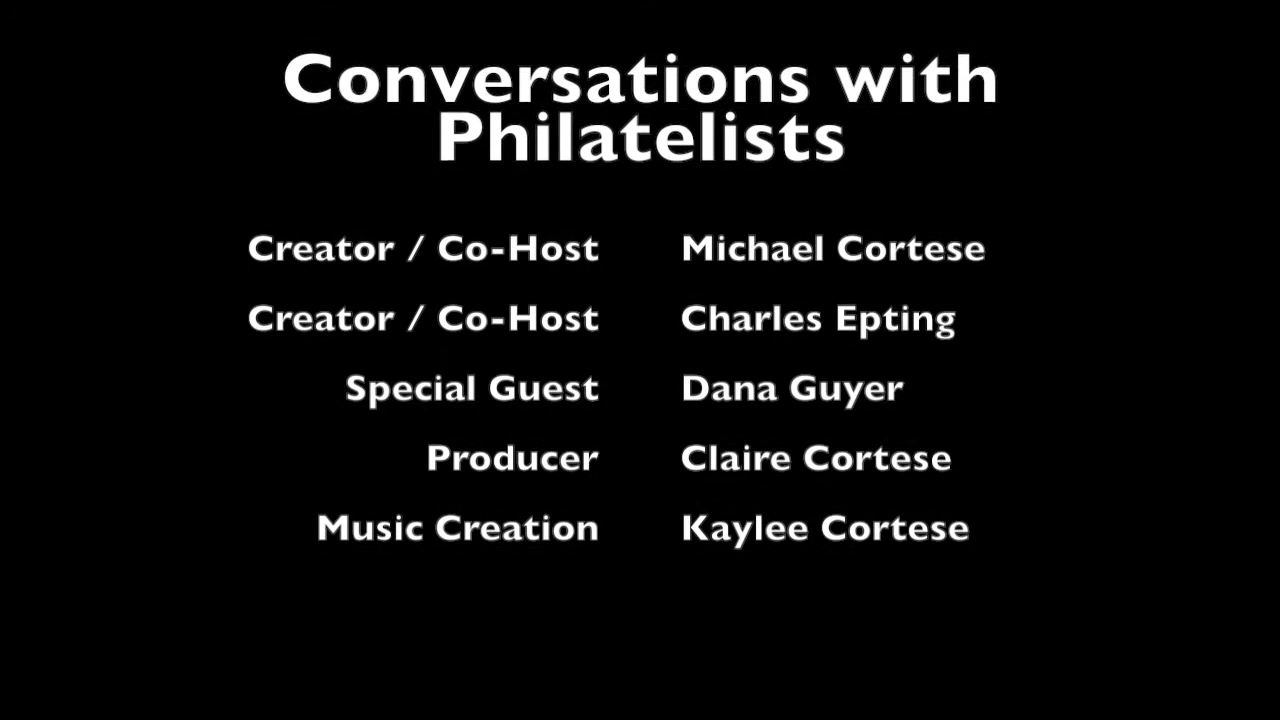 Conversations with
Philatelists
Creator / Co-Host Michael Cortese
Creator / Co-Host Charles Epting
Special Guest Dana Guyer
Producer Claire Cortese
Music Creation Kaylee Cortese